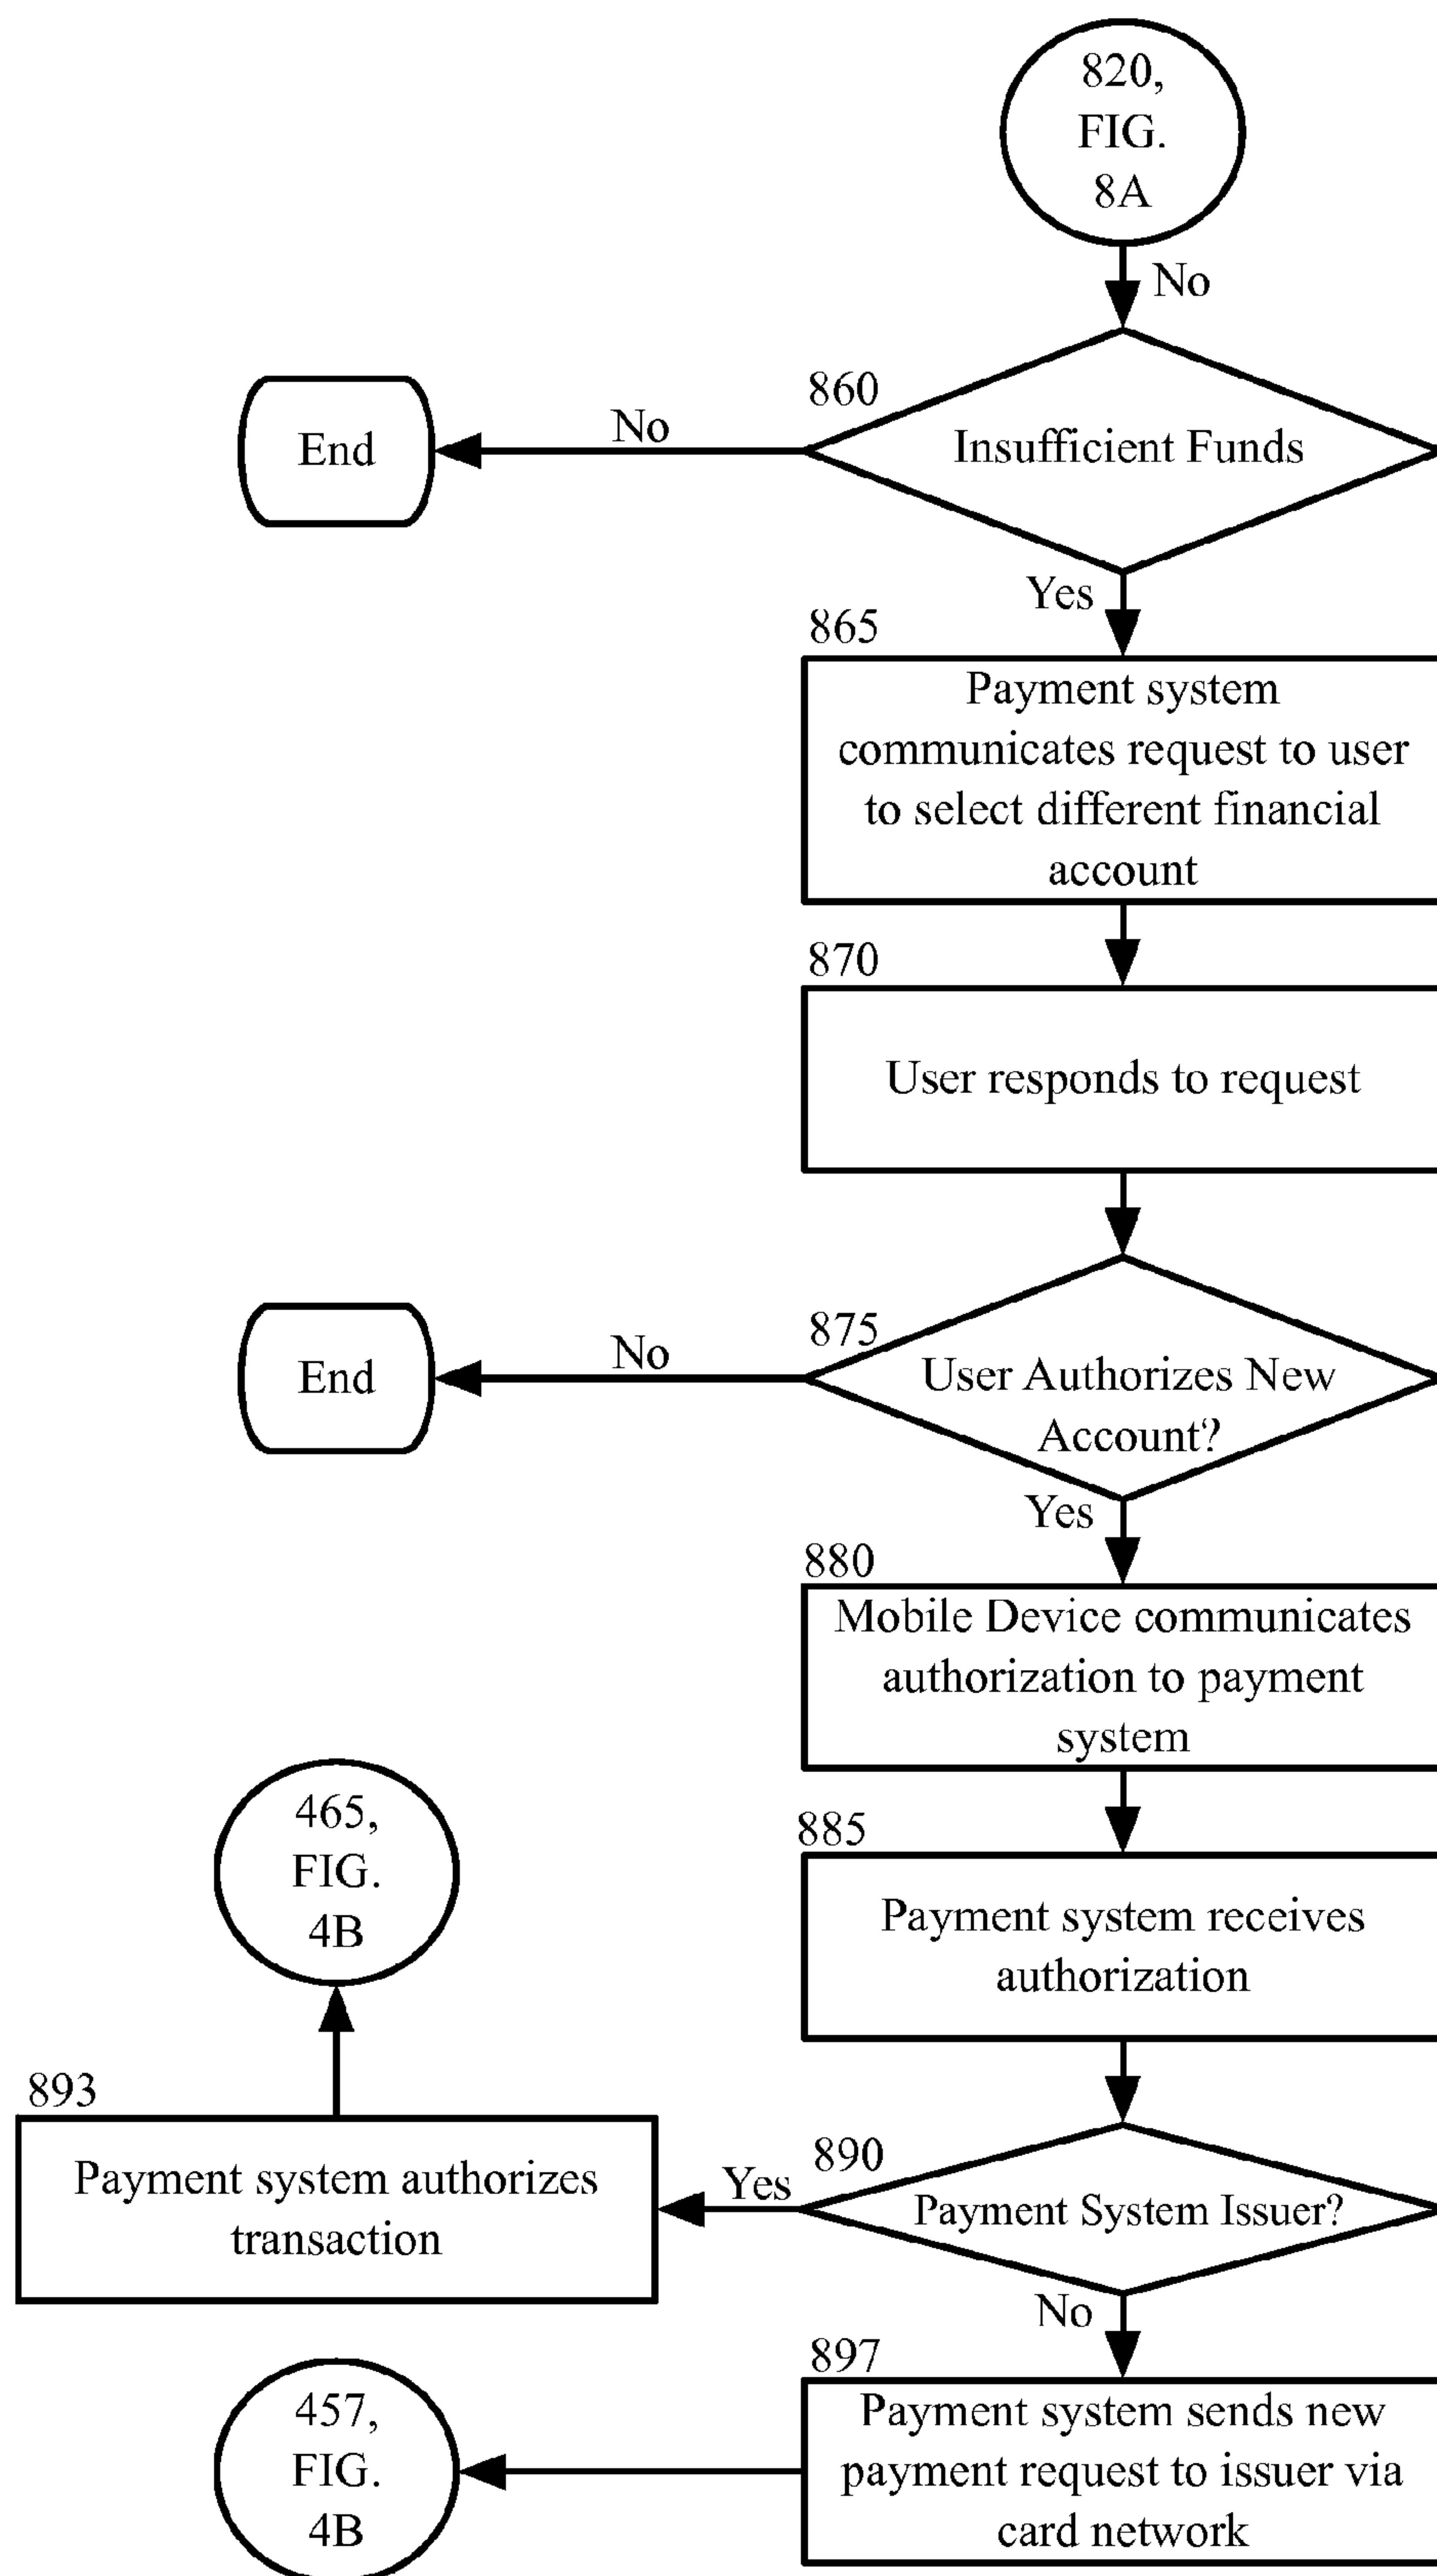 820,
FIG.
8A
No
860
Insufficient Funds
No
End
Yes
865
Payment system
communicates request to user
to select different financial
account
870
User responds to request
875
User Authorizes New
Account?
No
End
Yes
880
Mobile Device communicates
authorization to payment
system
885
Payment system receives
authorization
890
Payment System Issuer?
Yes
893
Payment system authorizes
transaction
465,
FIG.
4B
No
897
Payment system sends new
payment request to issuer via
card network
457,
FIG.
4B